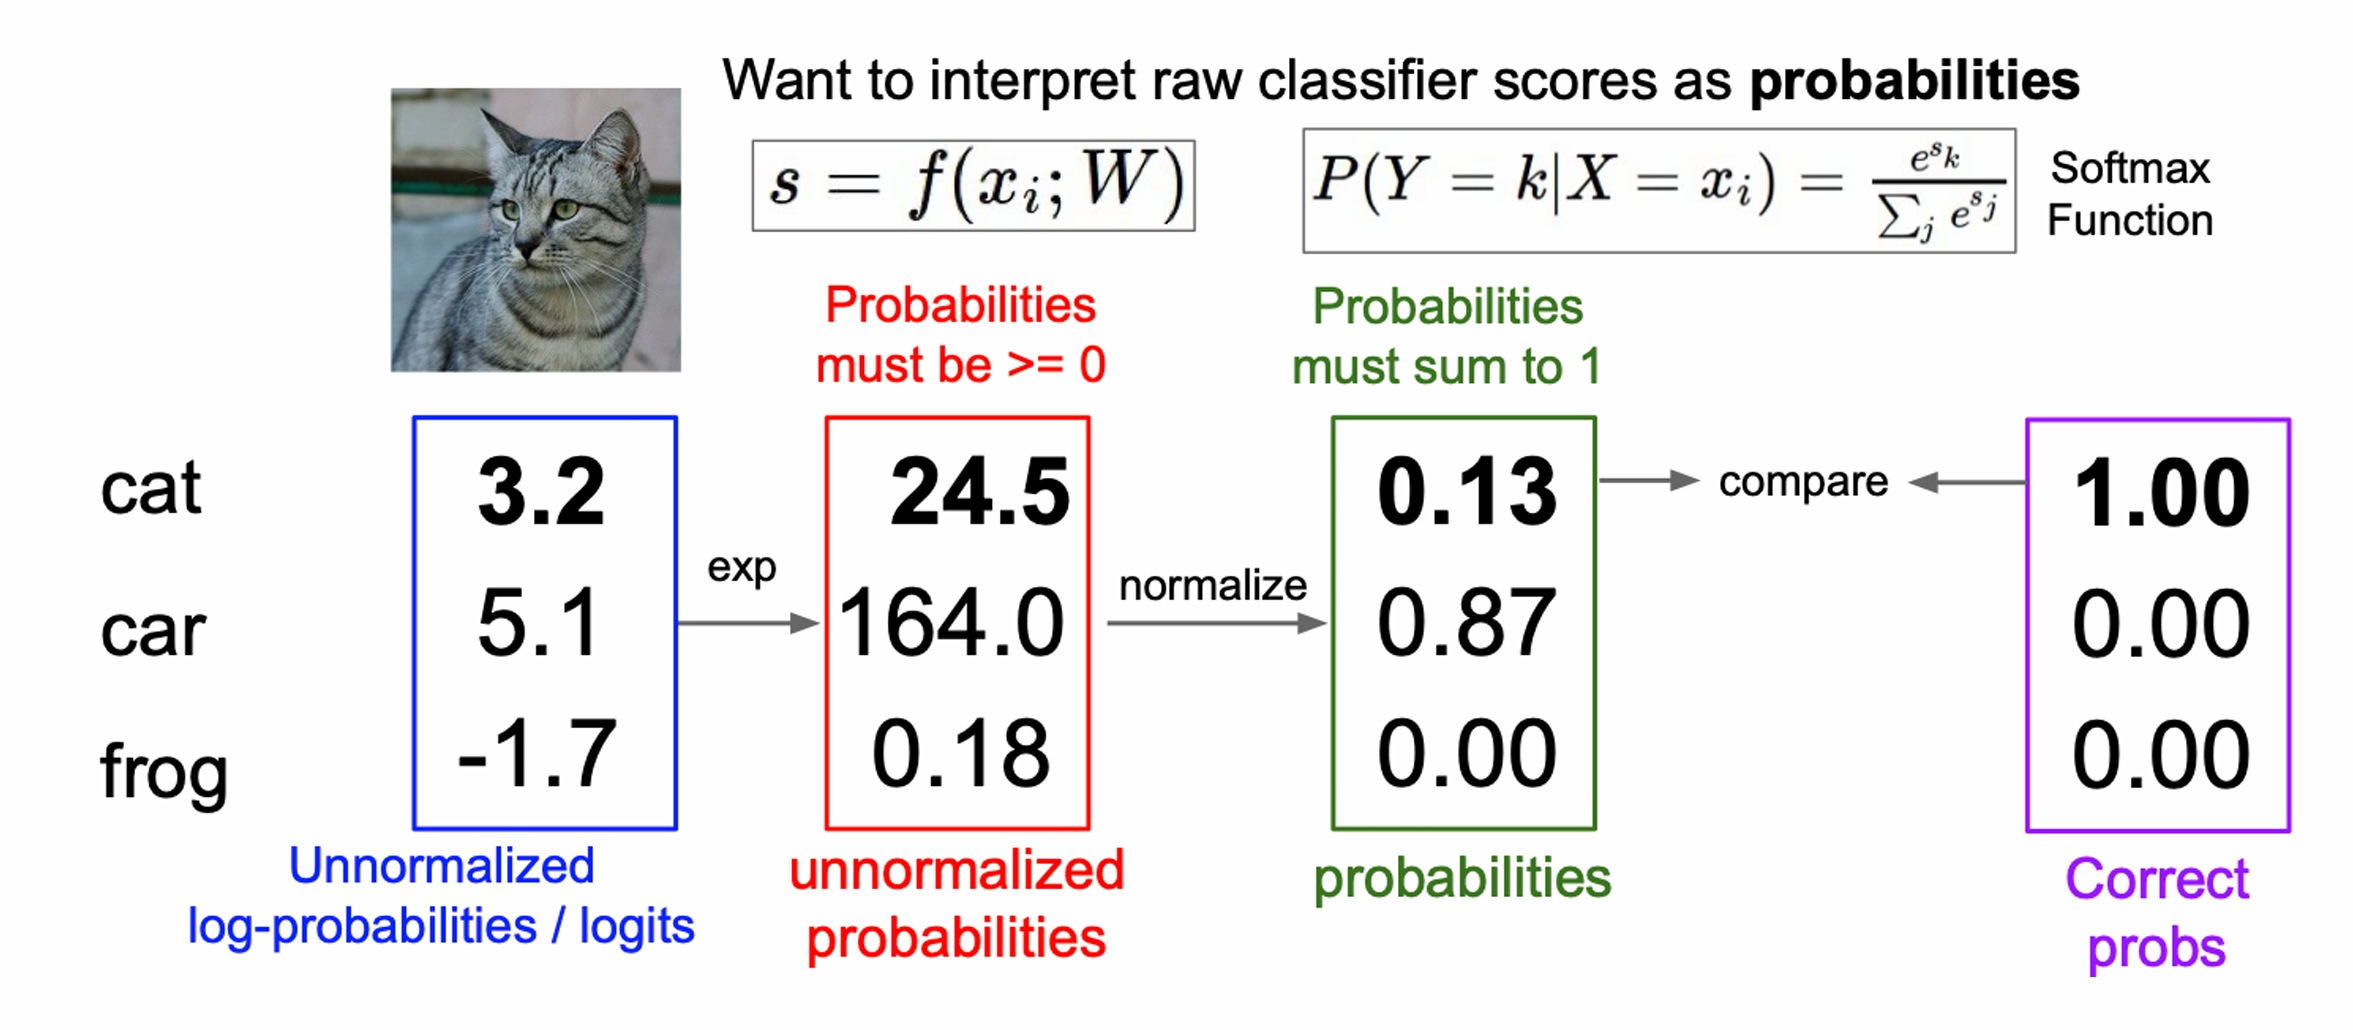 Want to interpret raw classifier scores as probabilities
s = f(x_i; W)
P(Y = k|X = x_i) = e^{s_k} / ∑_j e^{s_j}
Softmax
Function
Probabilities
must be >= 0
Probabilities
must sum to 1
cat
3.2
24.5
0.13
compare
1.00
exp
normalize
car
5.1
164.0
0.87
0.00
frog
-1.7
0.18
0.00
0.00
Unnormalized
log-probabilities / logits
unnormalized
probabilities
probabilities
Correct
probs